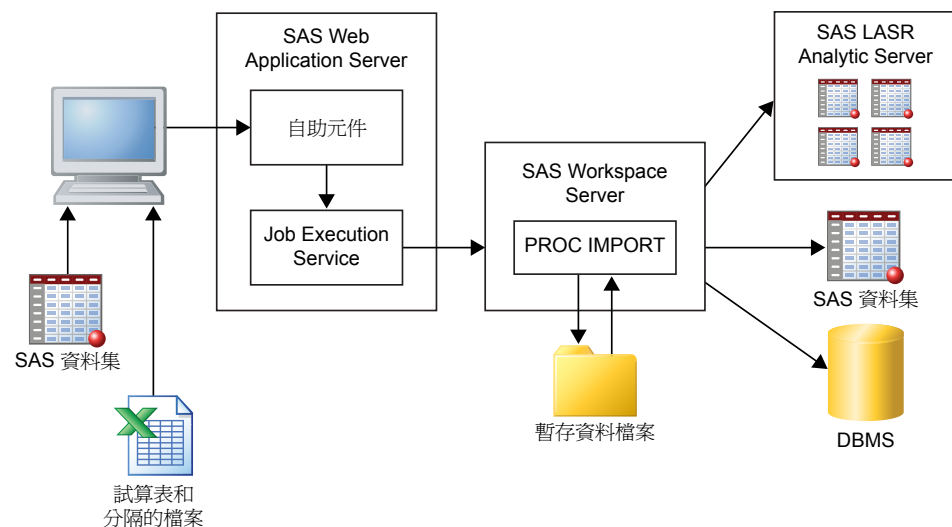 SAS Web
Application Server
自助元件
Job Execution
Service
SAS Workspace
Server
PROC IMPORT
暫存資料檔案
SAS LASR
Analytic Server
SAS 資料集
DBMS
SAS 資料集
試算表和
分隔的檔案